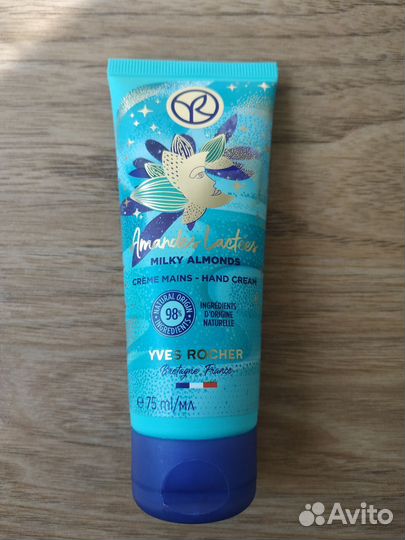 Amandes Lactées
MILKY ALMONDS
CRÈME MAINS - HAND CREAM
NATURAL ORIGIN
98%
INGREDIENTS
INGRÉDIENTS
D'ORIGINE
NATURELLE
YVES ROCHER
Bretagne, France
e 75 ml/МЛ
Avito